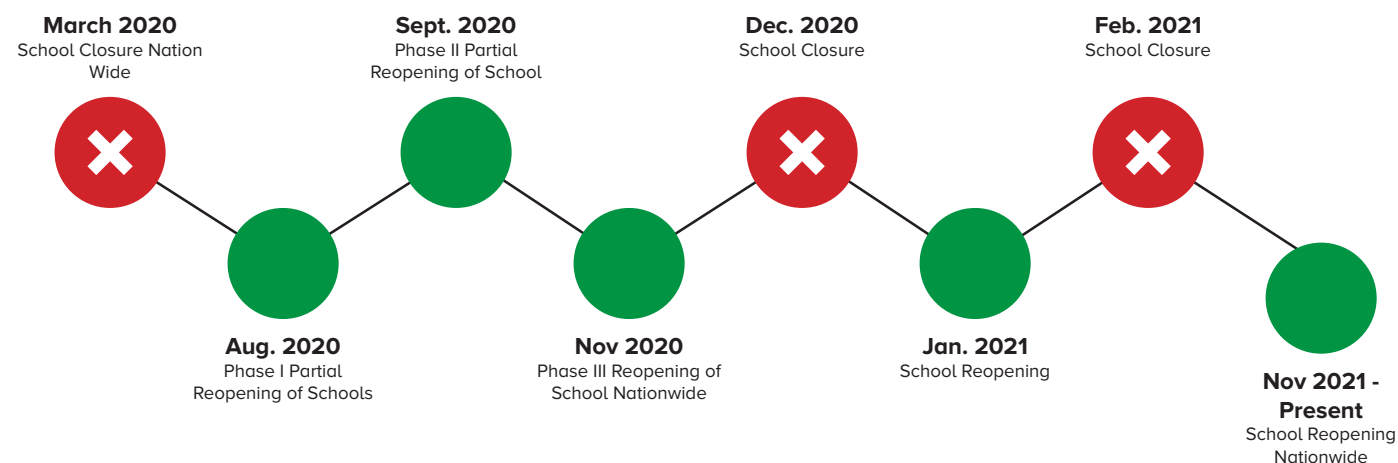 March 2020
School Closure Nation
Wide
Aug. 2020
Phase I Partial
Reopening of Schools
Sept. 2020
Phase II Partial
Reopening of School
Nov 2020
Phase III Reopening of
School Nationwide
Dec. 2020
School Closure
Jan. 2021
School Reopening
Feb. 2021
School Closure
Nov 2021 -
Present
School Reopening
Nationwide